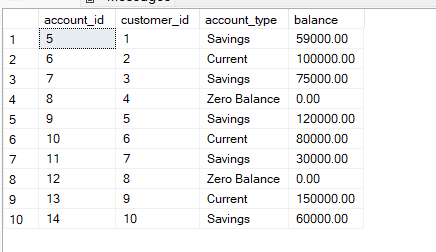 Messages
account_id customer_id account_type balance
1 5 1 Savings 59000.00
2 6 2 Current 100000.00
3 7 3 Savings 75000.00
4 8 4 Zero Balance 0.00
5 9 5 Savings 120000.00
6 10 6 Current 80000.00
7 11 7 Savings 30000.00
8 12 8 Zero Balance 0.00
9 13 9 Current 150000.00
10 14 10 Savings 60000.00